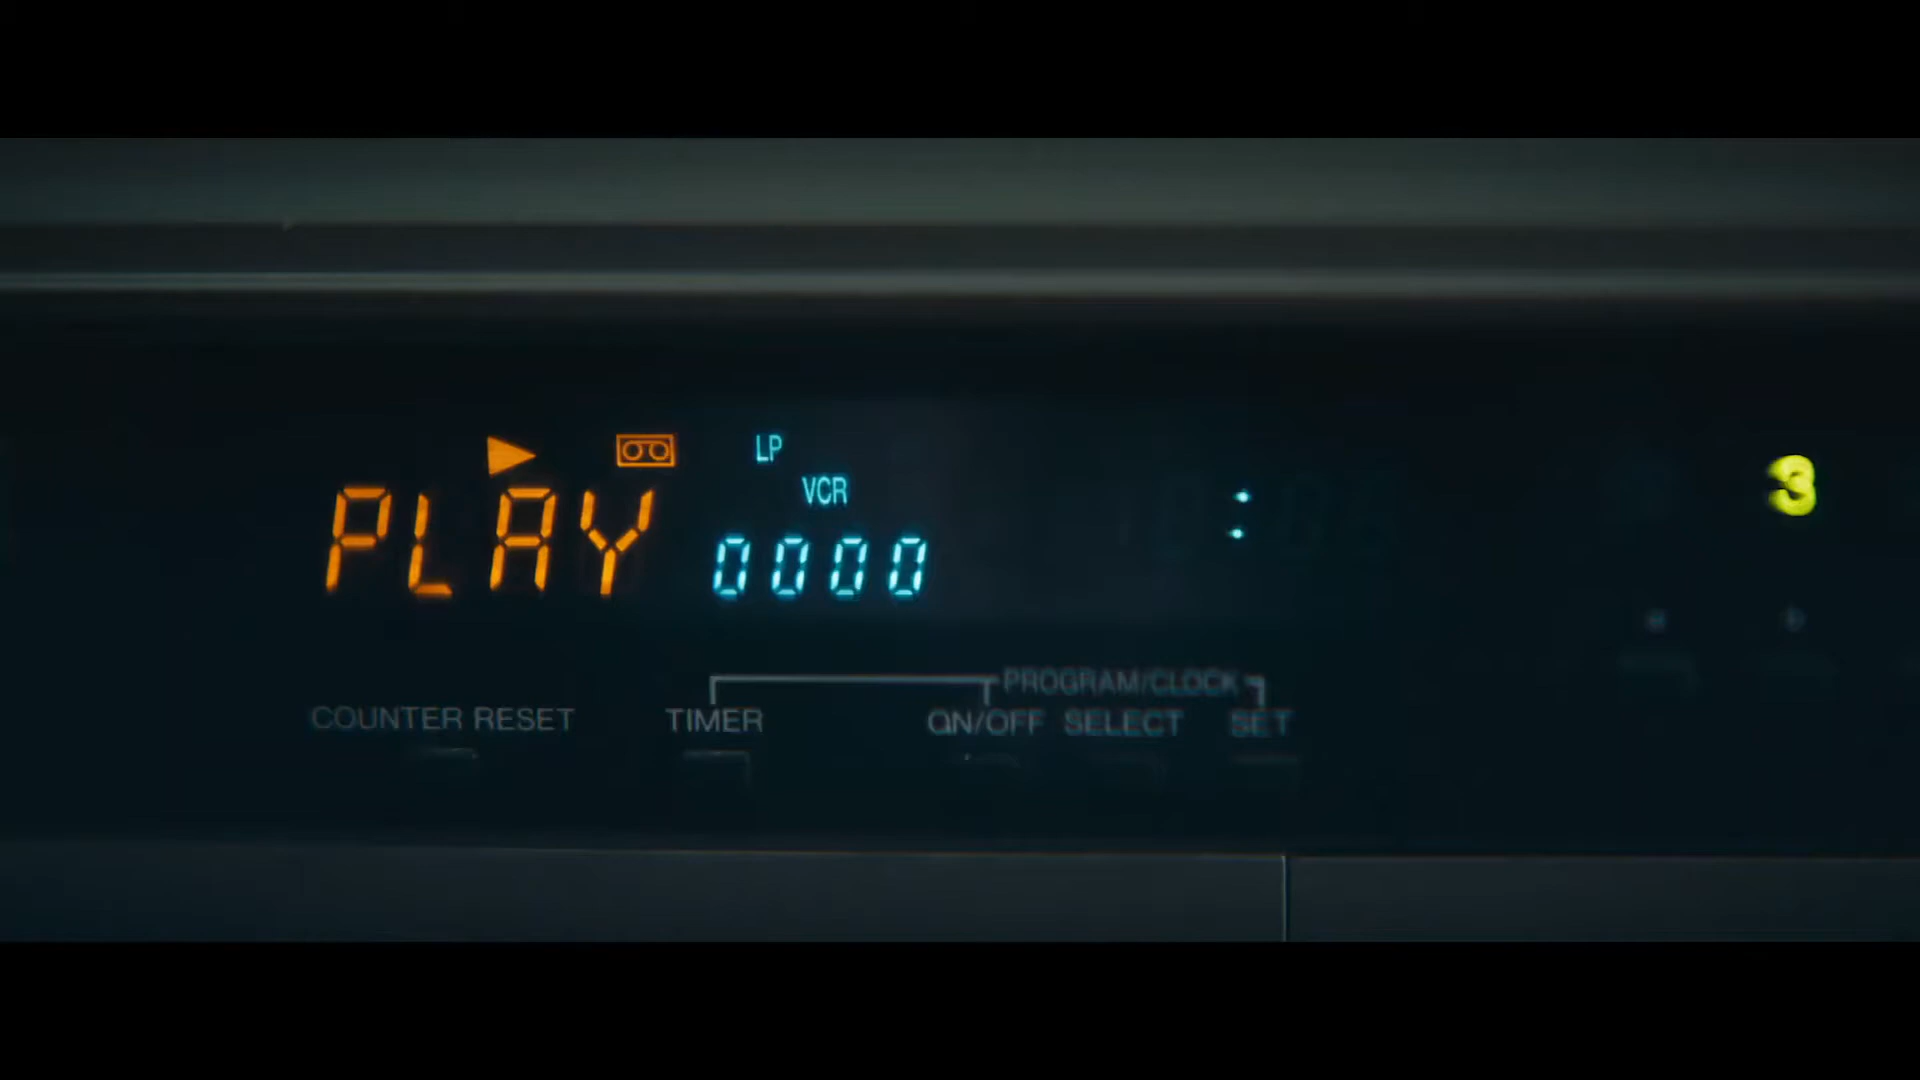 LP
VCR
PLAY 0000 : 3
PROGRAM/CLOCK
COUNTER RESET TIMER ON/OFF SELECT SET